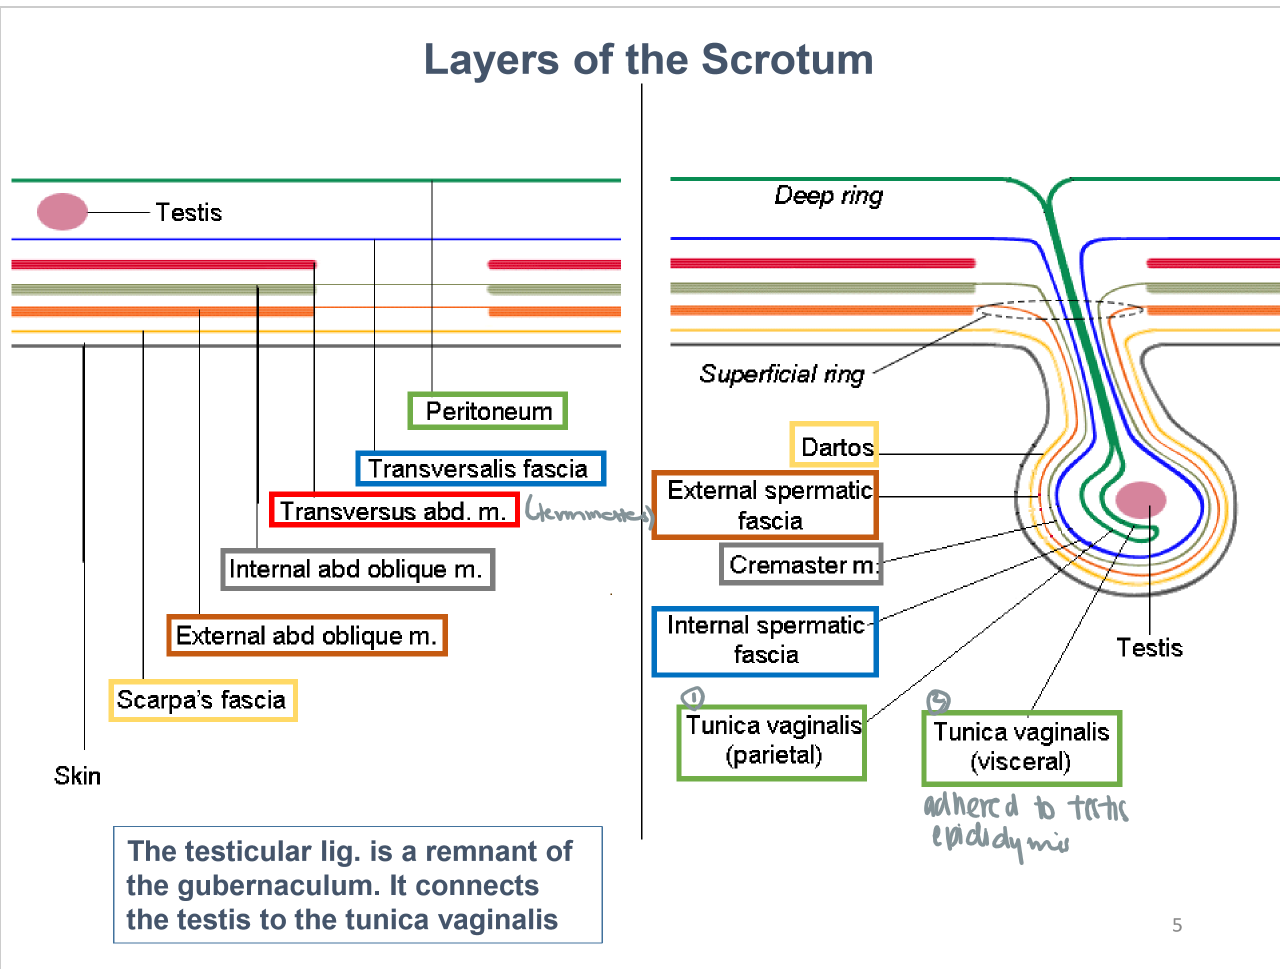 Layers of the Scrotum
Testis
Peritoneum
Transversalis fascia
Transversus abd. m.
(terminates)
Internal abd oblique m.
External abd oblique m.
Scarpa's fascia
Skin
The testicular lig. is a remnant of
the gubernaculum. It connects
the testis to the tunica vaginalis
Deep ring
Superficial ring
Dartos
External spermatic
fascia
Cremaster m.
Internal spermatic
fascia
Testis
1
Tunica vaginalis
(parietal)
2
Tunica vaginalis
(visceral)
adhered to testis
epididymis
5